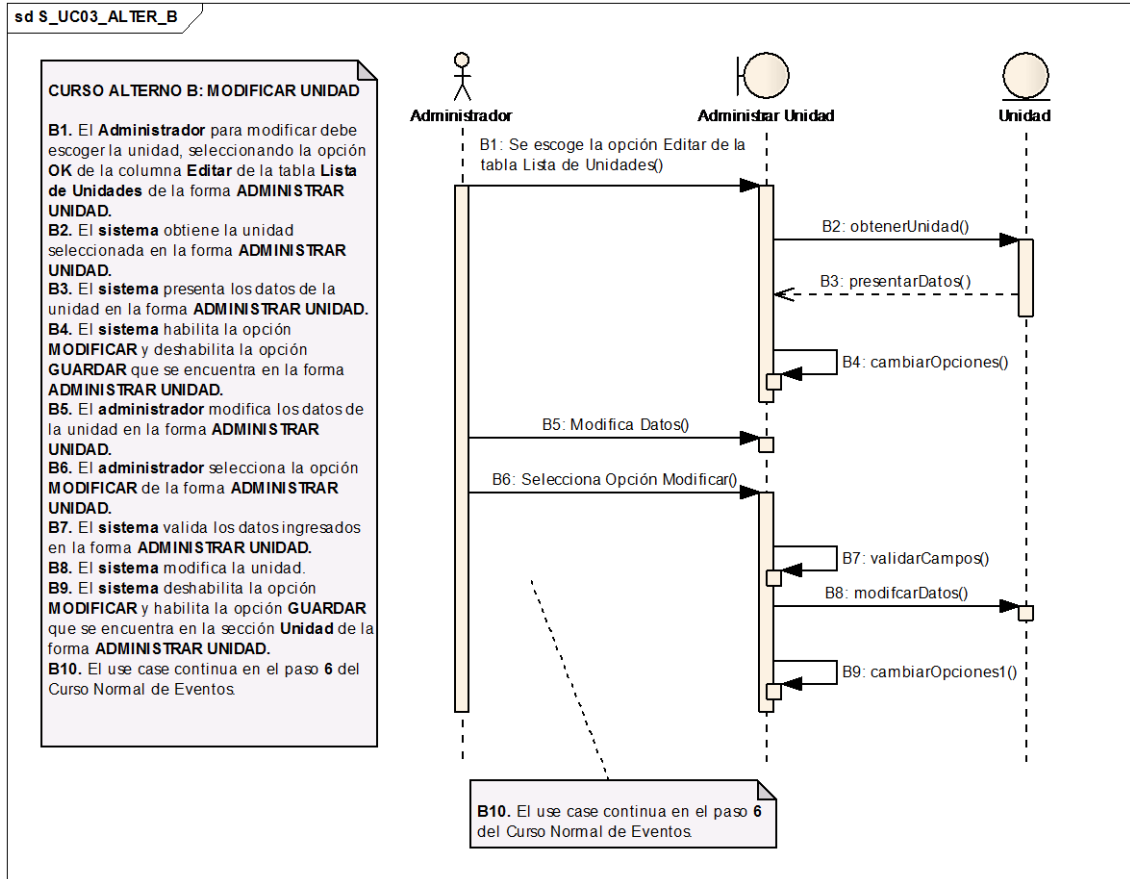 sd S_UC03_ALTER_B
CURSO ALTERNO B: MODIFICAR UNIDAD
B1. El Administrador para modificar debe
escoger la unidad, seleccionando la opción
OK de la columna Editar de la tabla Lista
de Unidades de la forma ADMINISTRAR
UNIDAD.
B2. El sistema obtiene la unidad
seleccionada en la forma ADMINISTRAR
UNIDAD.
B3. El sistema presenta los datos de la
unidad en la forma ADMINISTRAR UNIDAD.
B4. El sistema habilita la opción
MODIFICAR y deshabilita la opción
GUARDAR que se encuentra en la forma
ADMINISTRAR UNIDAD.
B5. El administrador modifica los datos de
la unidad en la forma ADMINISTRAR
UNIDAD.
B6. El administrador selecciona la opción
MODIFICAR de la forma ADMINISTRAR
UNIDAD.
B7. El sistema valida los datos ingresados
en la forma ADMINISTRAR UNIDAD.
B8. El sistema modifica la unidad.
B9. El sistema deshabilita la opción
MODIFICAR y habilita la opción GUARDAR
que se encuentra en la sección Unidad de la
forma ADMINISTRAR UNIDAD.
B10. El use case continua en el paso 6 del
Curso Normal de Eventos.
Administrador
Administrar Unidad
Unidad
B1: Se escoge la opción Editar de la
tabla Lista de Unidades()
B2: obtenerUnidad()
B3: presentarDatos()
B4: cambiarOpciones()
B5: Modifica Datos()
B6: Selecciona Opción Modificar()
B7: validarCampos()
B8: modifcarDatos()
B9: cambiarOpciones1()
B10. El use case continua en el paso 6
del Curso Normal de Eventos.